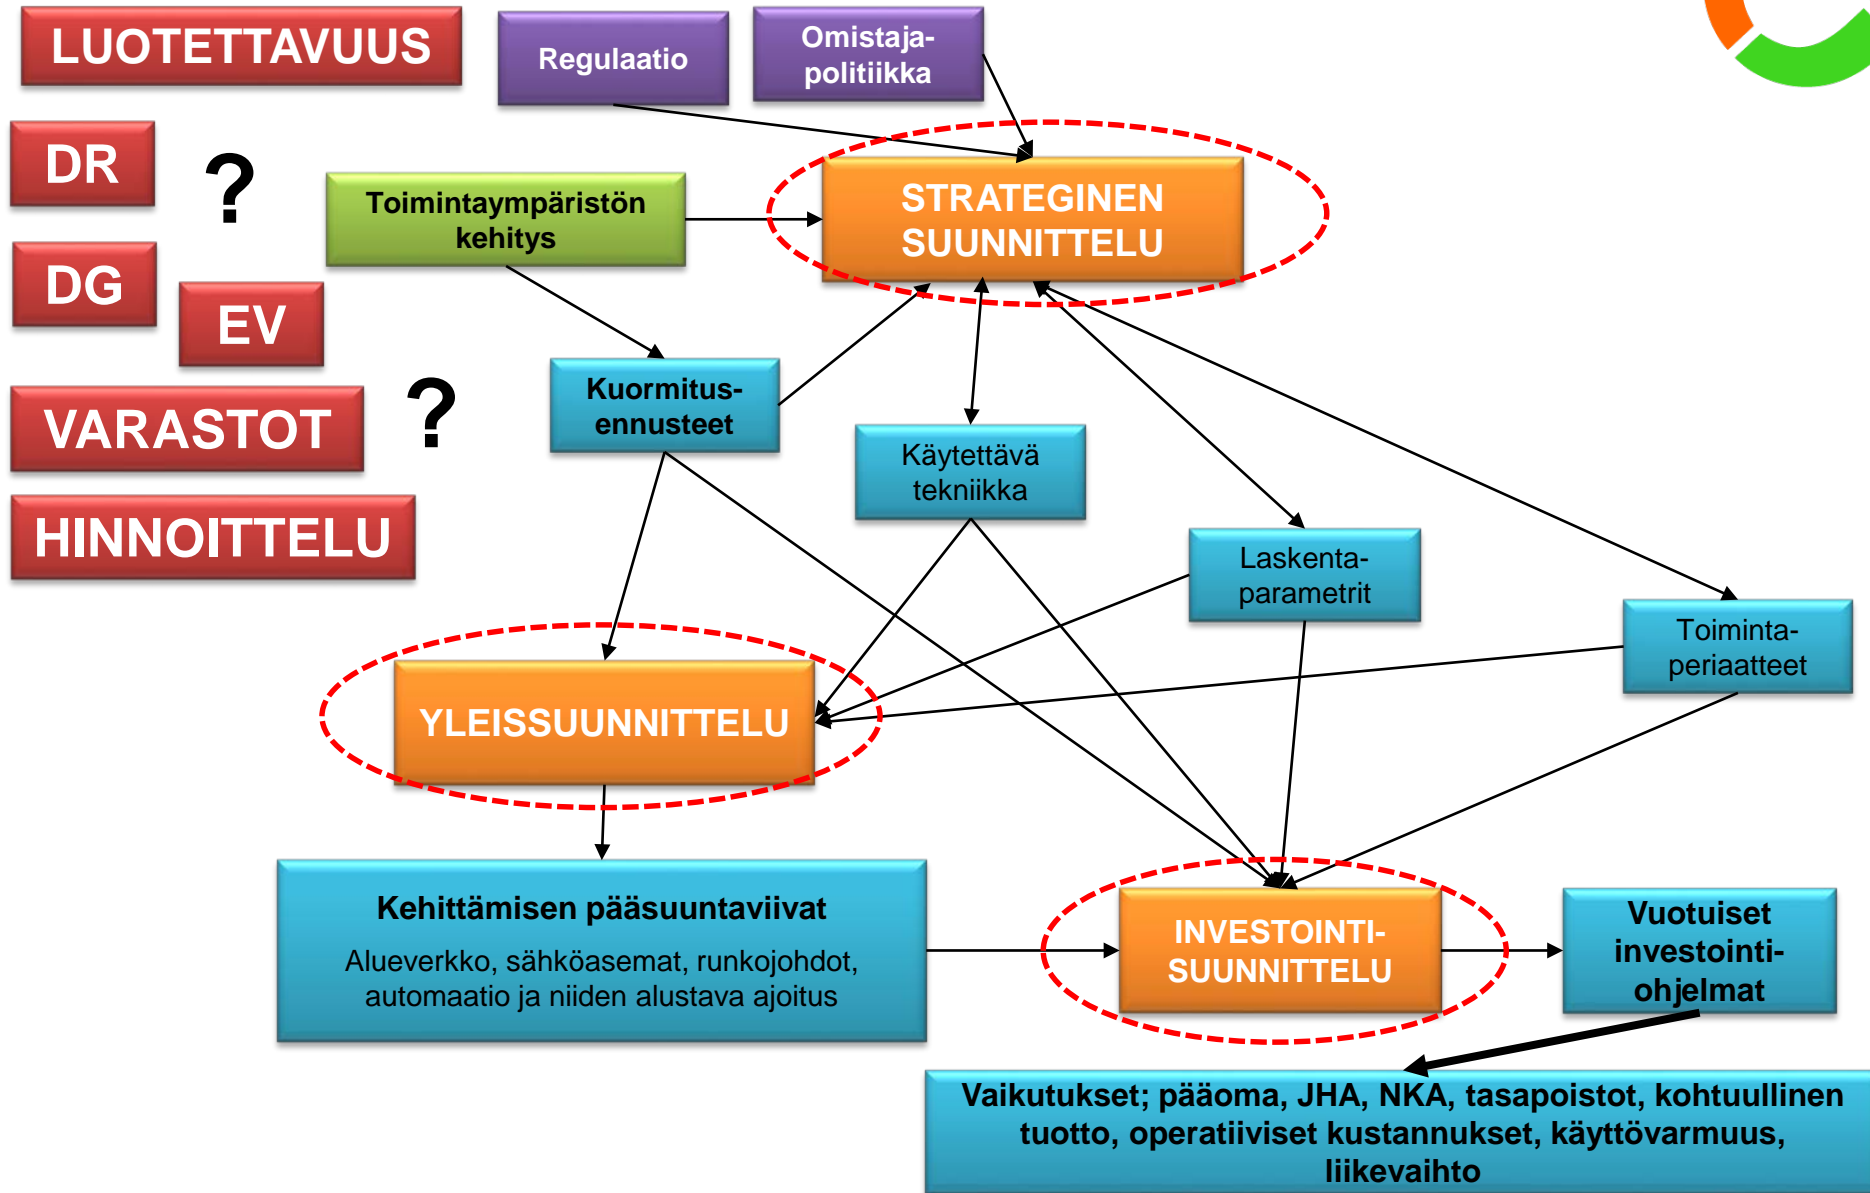 LUOTETTAVUUS
Regulaatio
Omistaja-
politiikka
DR
?
Toimintaympäristön
kehitys
STRATEGINEN
SUUNNITTELU
DG
EV
Kuormitus-
ennusteet
VARASTOT
?
Käytettävä
tekniikka
HINNOITTELU
Laskenta-
parametrit
Toiminta-
periaatteet
YLEISSUUNNITTELU
Kehittämisen pääsuuntaviivat
Alueverkko, sähköasemat, runkojohdot,
automaatio ja niiden alustava ajoitus
INVESTOINTI-
SUUNNITTELU
Vuotuiset
investointi-
ohjelmat
Vaikutukset; pääoma, JHA, NKA, tasapoistot, kohtuullinen
tuotto, operatiiviset kustannukset, käyttövarmuus,
liikevaihto